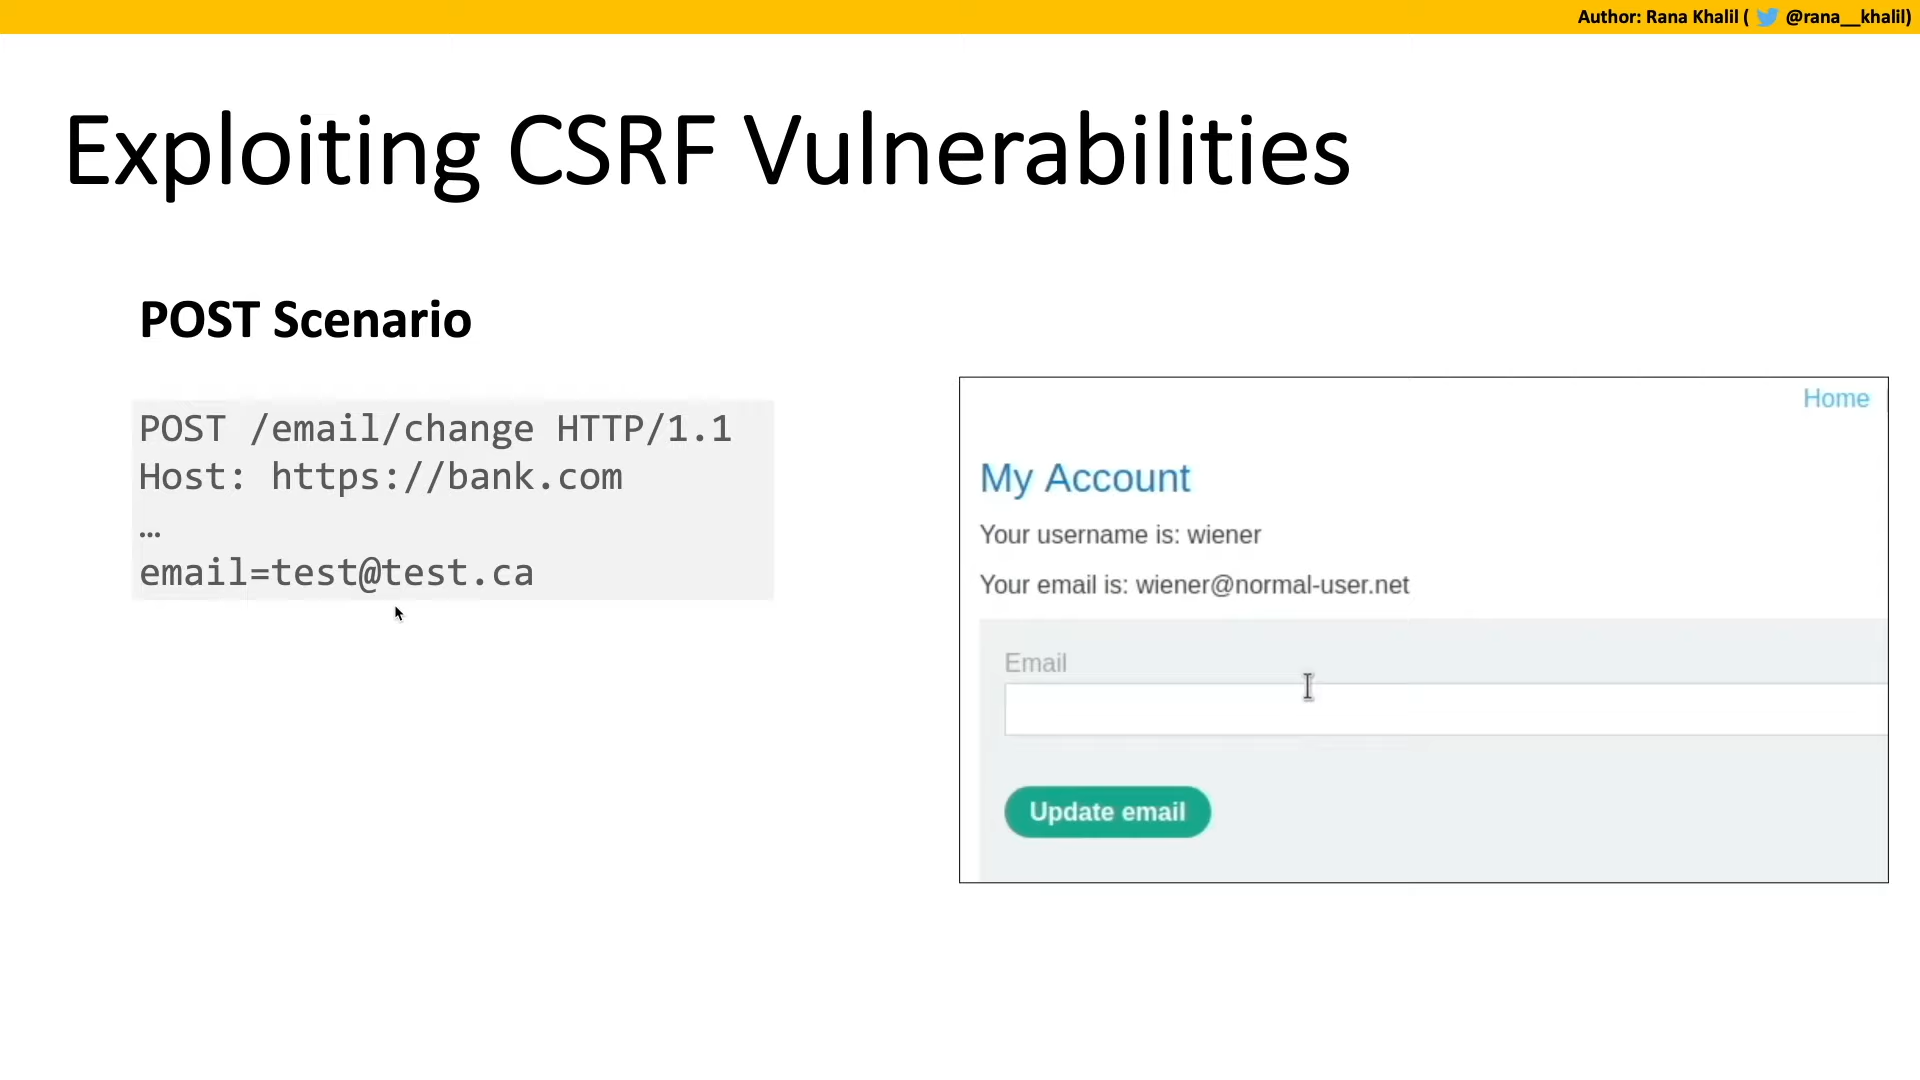 Author: Rana Khalil ( @rana__khalil)
Exploiting CSRF Vulnerabilities
POST Scenario
POST /email/change HTTP/1.1
Host: https://bank.com
…
email=test@test.ca
Home
My Account
Your username is: wiener
Your email is: wiener@normal-user.net
Email
Update email